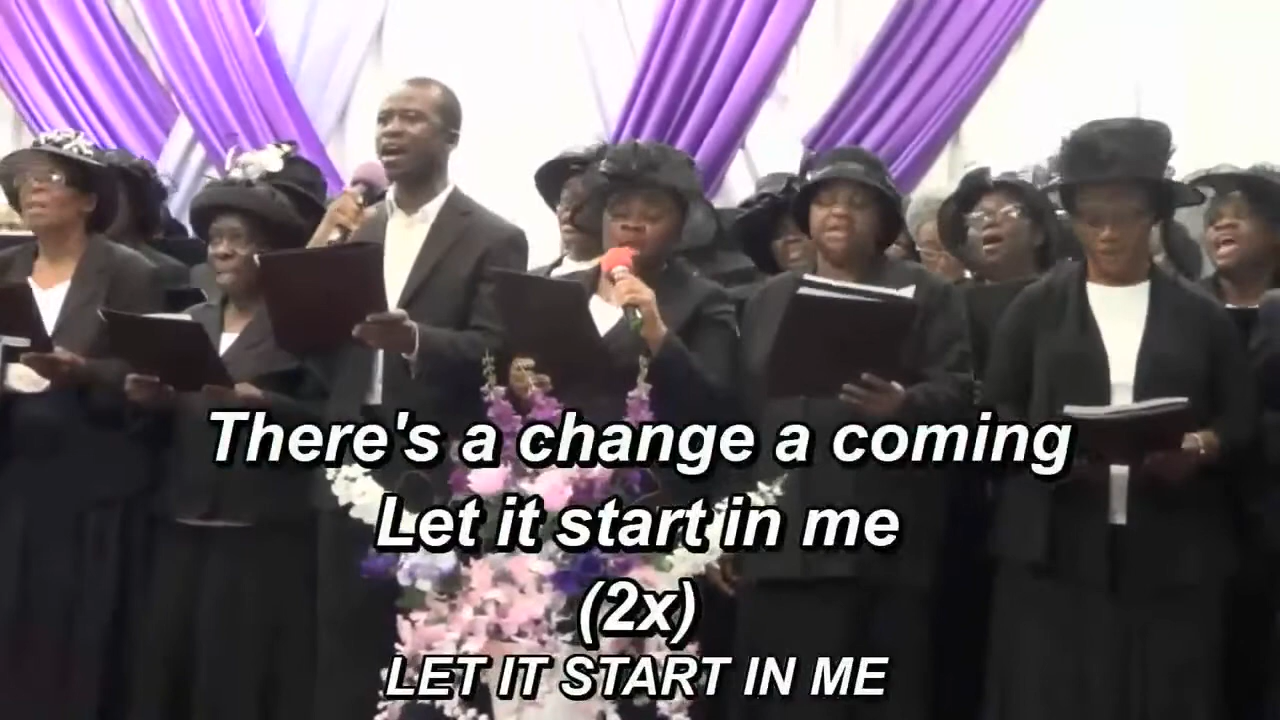 There's a change a coming
Let it start in me
(2x)
LET IT START IN ME